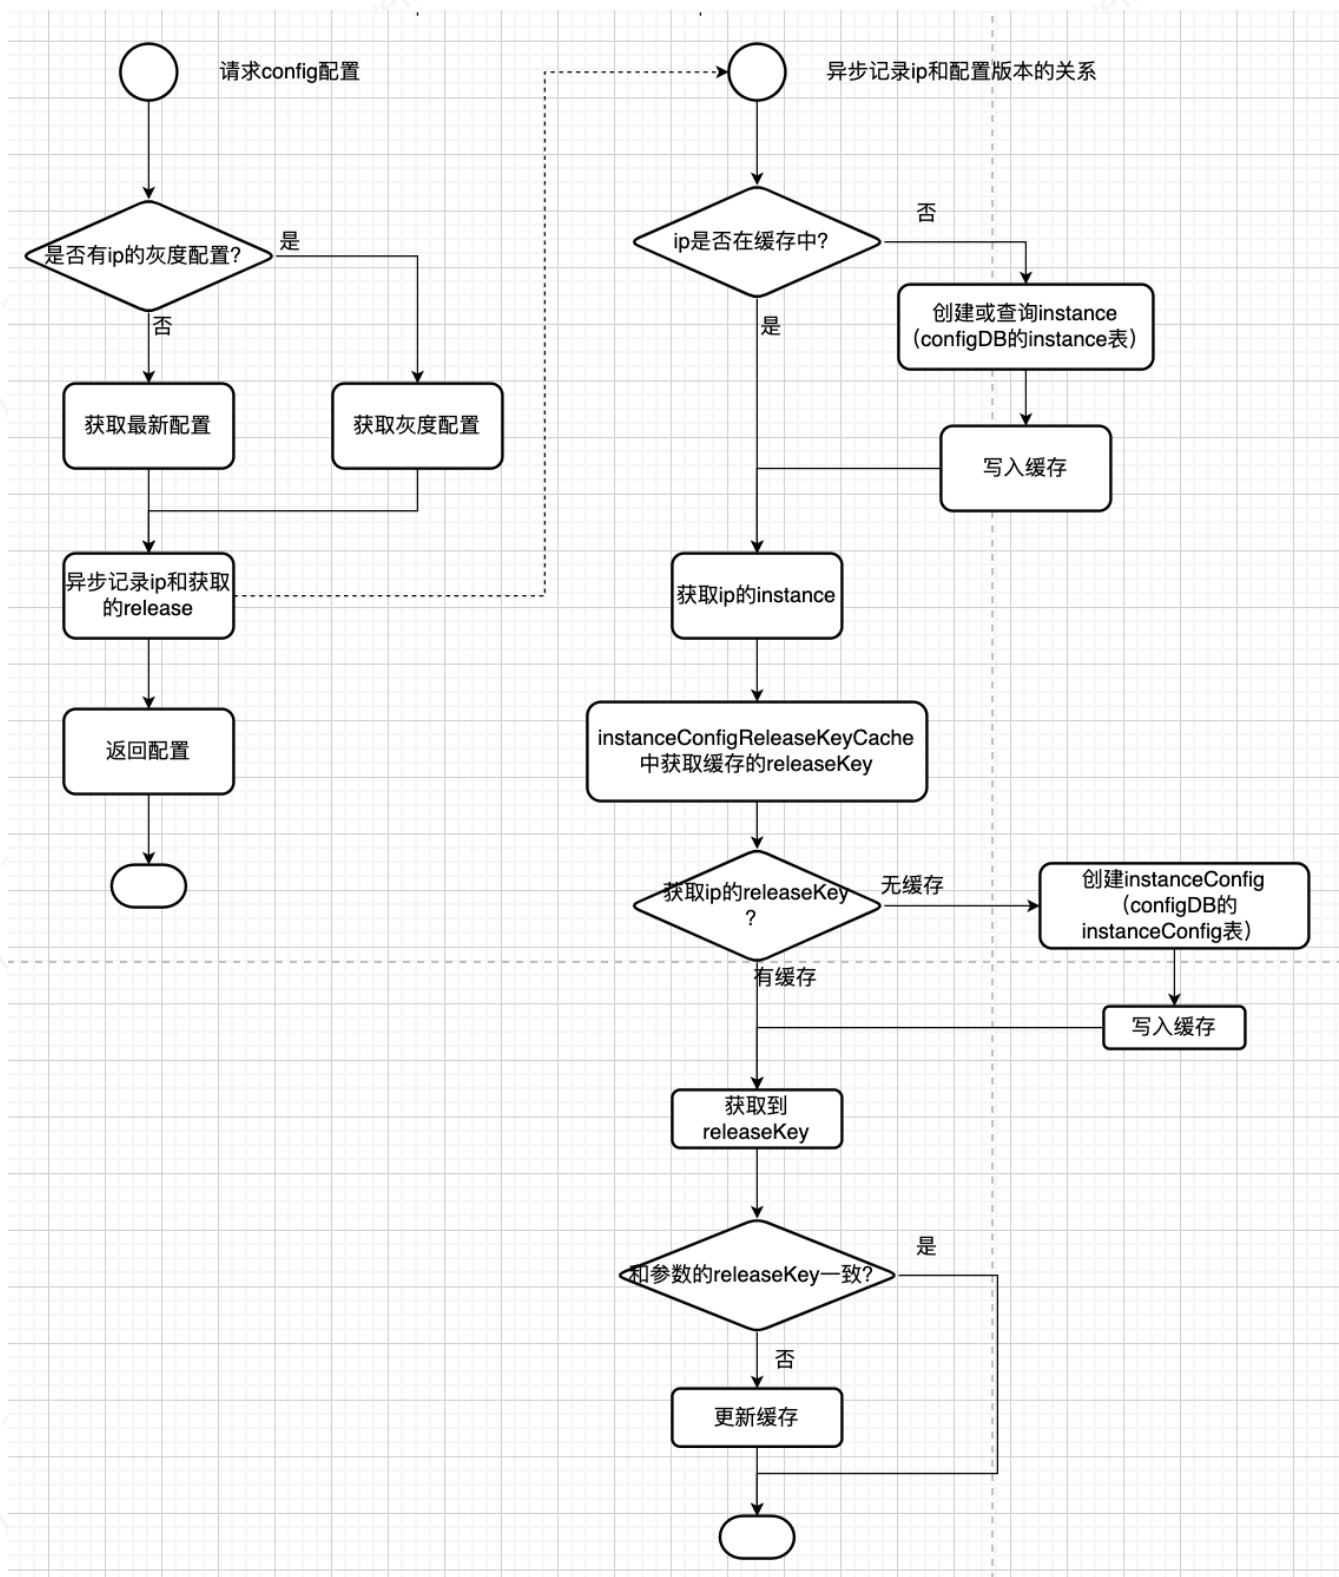 请求config配置
是否有ip的灰度配置?
是
否
获取最新配置
获取灰度配置
异步记录ip和获取
的release
返回配置
异步记录ip和配置版本的关系
ip是否在缓存中?
否
是
创建或查询instance
（configDB的instance表）
写入缓存
获取ip的instance
instanceConfigReleaseKeyCache
中获取缓存的releaseKey
获取ip的releaseKey
?
无缓存
有缓存
创建instanceConfig
（configDB的
instanceConfig表）
写入缓存
获取到
releaseKey
和参数的releaseKey一致?
是
否
更新缓存